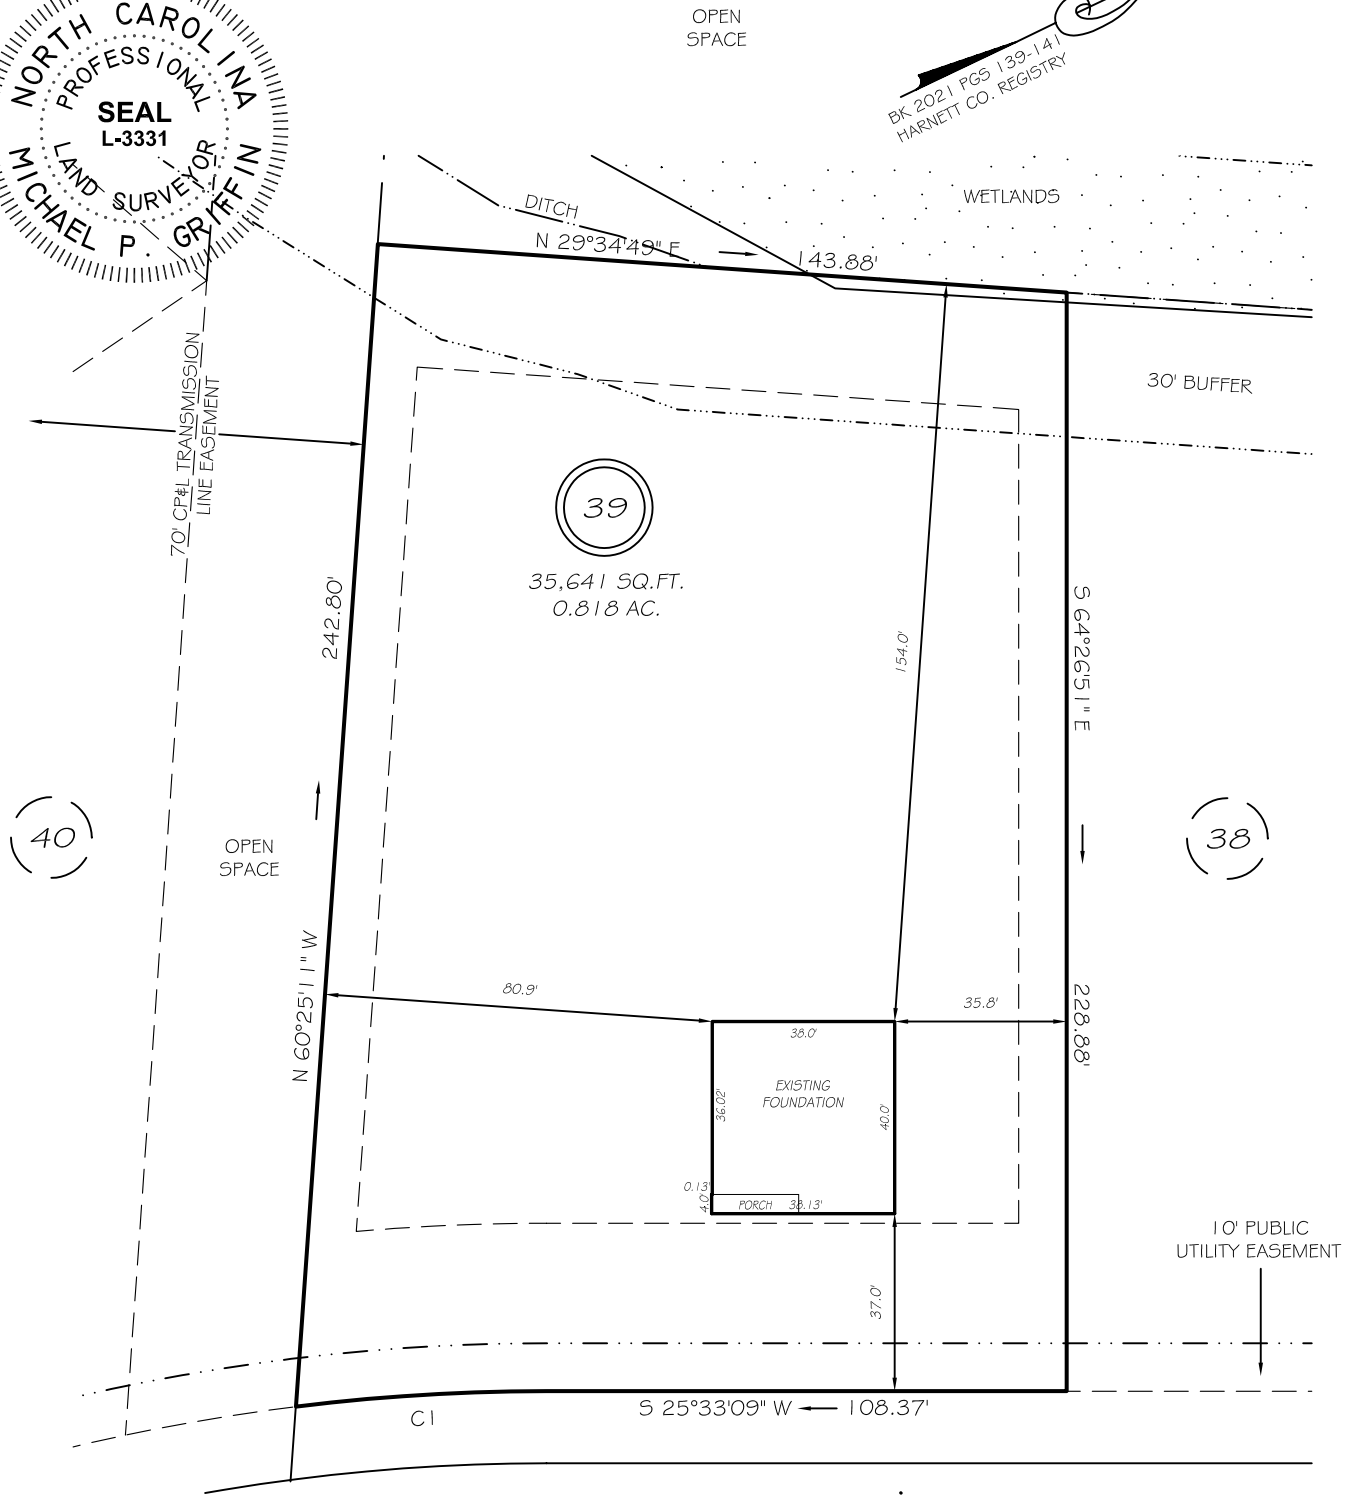 OPEN
SPACE
BK 2021 PGS 139-141
HARNETT CO. REGISTRY
NORTH CAROLINA
PROFESSIONAL
SEAL
L-3331
LAND SURVEYOR
MICHAEL P. GRIFFIN
WETLANDS
DITCH
N 29°34'49" E
143.88'
30' BUFFER
70' CP&L TRANSMISSION
LINE EASEMENT
39
35,641 SQ.FT.
0.818 AC.
242.80'
N 60°25'11" W
154.0'
S 64°26'51" E
228.88'
40
OPEN
SPACE
38
80.9'
35.8'
38.0'
EXISTING
FOUNDATION
36.02'
40.0'
0.13'
4.0'
PORCH
38.13'
37.0'
10' PUBLIC
UTILITY EASEMENT
C1
S 25°33'09" W
108.37'